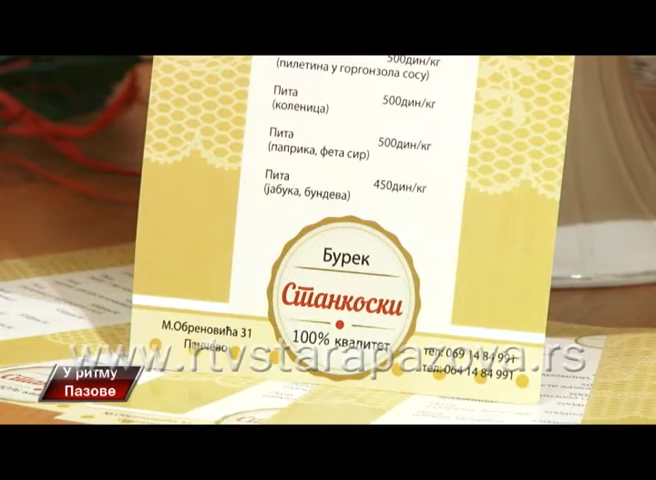 500дин/кг
(пилетина у горгонзола сосу)
Пита 500дин/кг
(коленица)
Пита 500дин/кг
(паприка, фета сир)
Пита 450дин/кг
(јабука, бундева)
Бурек
Станкоски
100% квалитет
М.Обреновића 31
Панчево
тел: 069 14 84 991
тел: 064 14 84 991
www.rtvstarapazova.rs
У ритму
Пазове